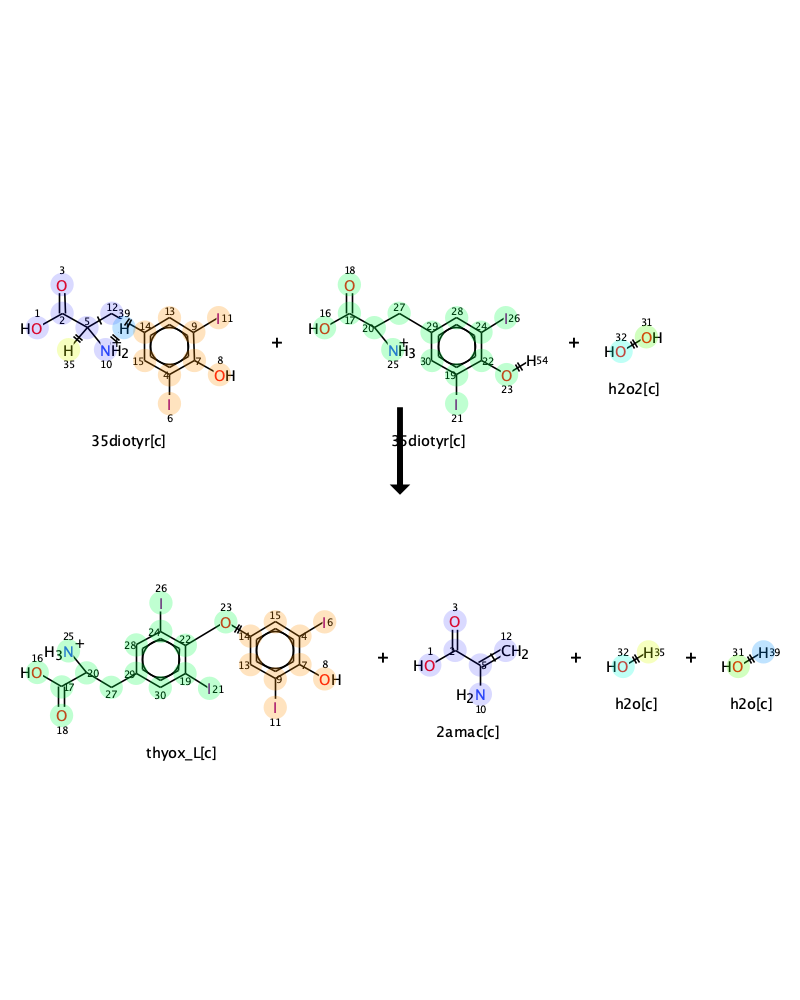 3 12 39 13 I11
O H
1 2 5 14 9
HO 8
H NH2 + 15 7 OH
35 10 4
I
6
35diotyr[c]
+
18
O 27 28 I26
16 17 29 24
HO 20 + 22 H54
NH3 30 19 O
25 I 23
21
35diotyr[c]
+
32 31
HO OH
h2o2[c]
26
I 23 15 I6
25 + 24 O 14 4
H3N 28 22 8
16 20 13 7 OH
HO 17 29 19 9
O 27 30 I21 I
18 11
thyox_L[c]
+
3 12
O CH2
1 2 5
HO
H2N
10
2amac[c]
+
32 H35
HO
h2o[c]
+
31 H39
HO
h2o[c]